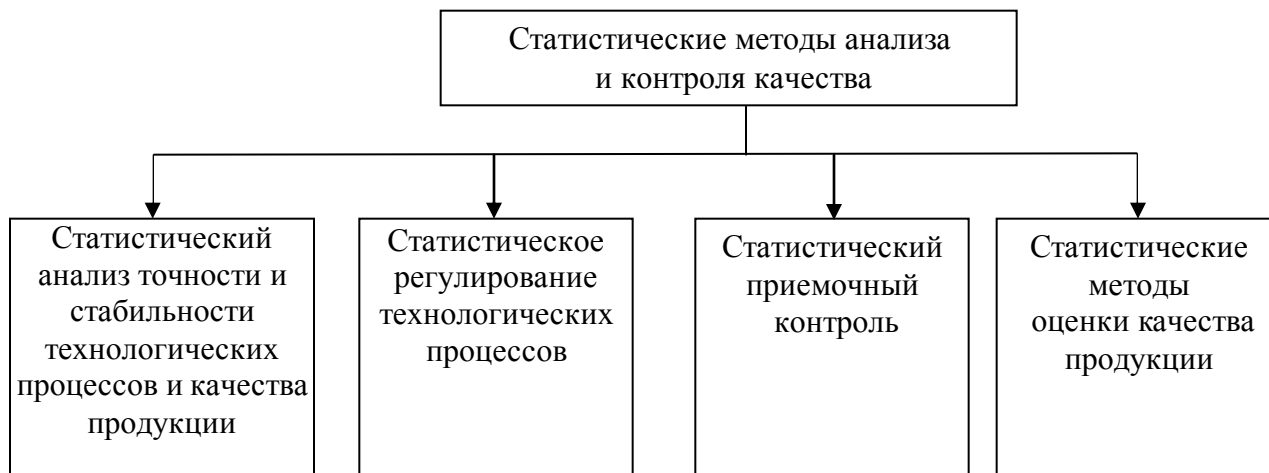 Статистические методы анализа
и контроля качества
Статистический
анализ точности и
стабильности
технологических
процессов и качества
продукции
Статистическое
регулирование
технологических
процессов
Статистический
приемочный
контроль
Статистические
методы
оценки качества
продукции